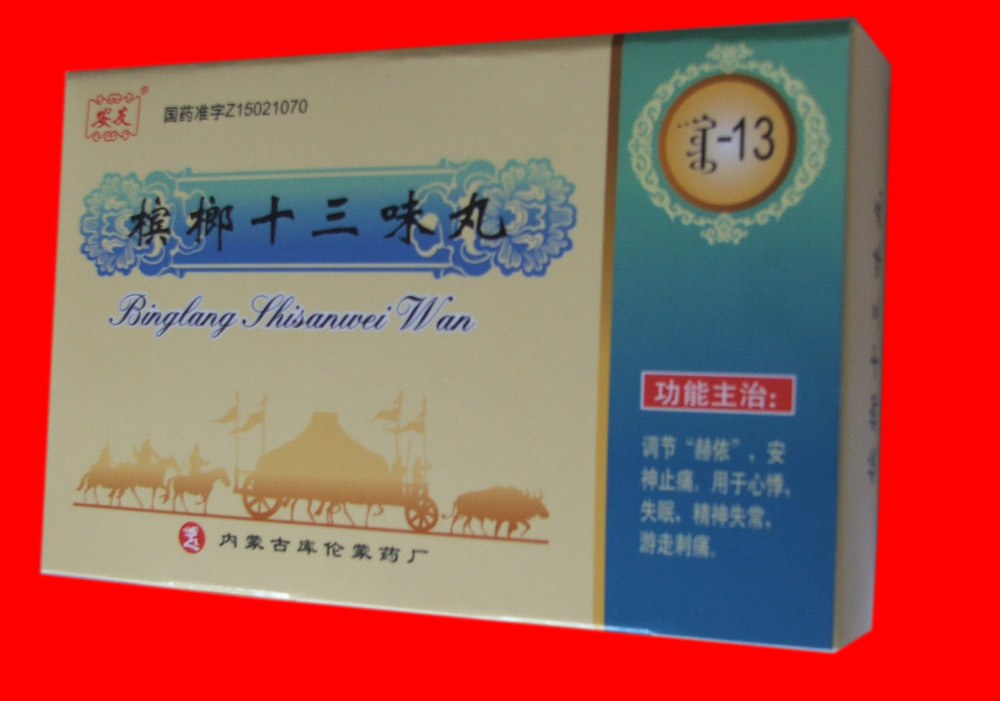 安友
国药准字Z15021070
槟榔十三味丸
Binglang Shisanwei Wan
内蒙古库伦蒙药厂
-13
功能主治：
调节“赫依”，安
神止痛。用于心悸、
失眠，精神失常，
游走刺痛。